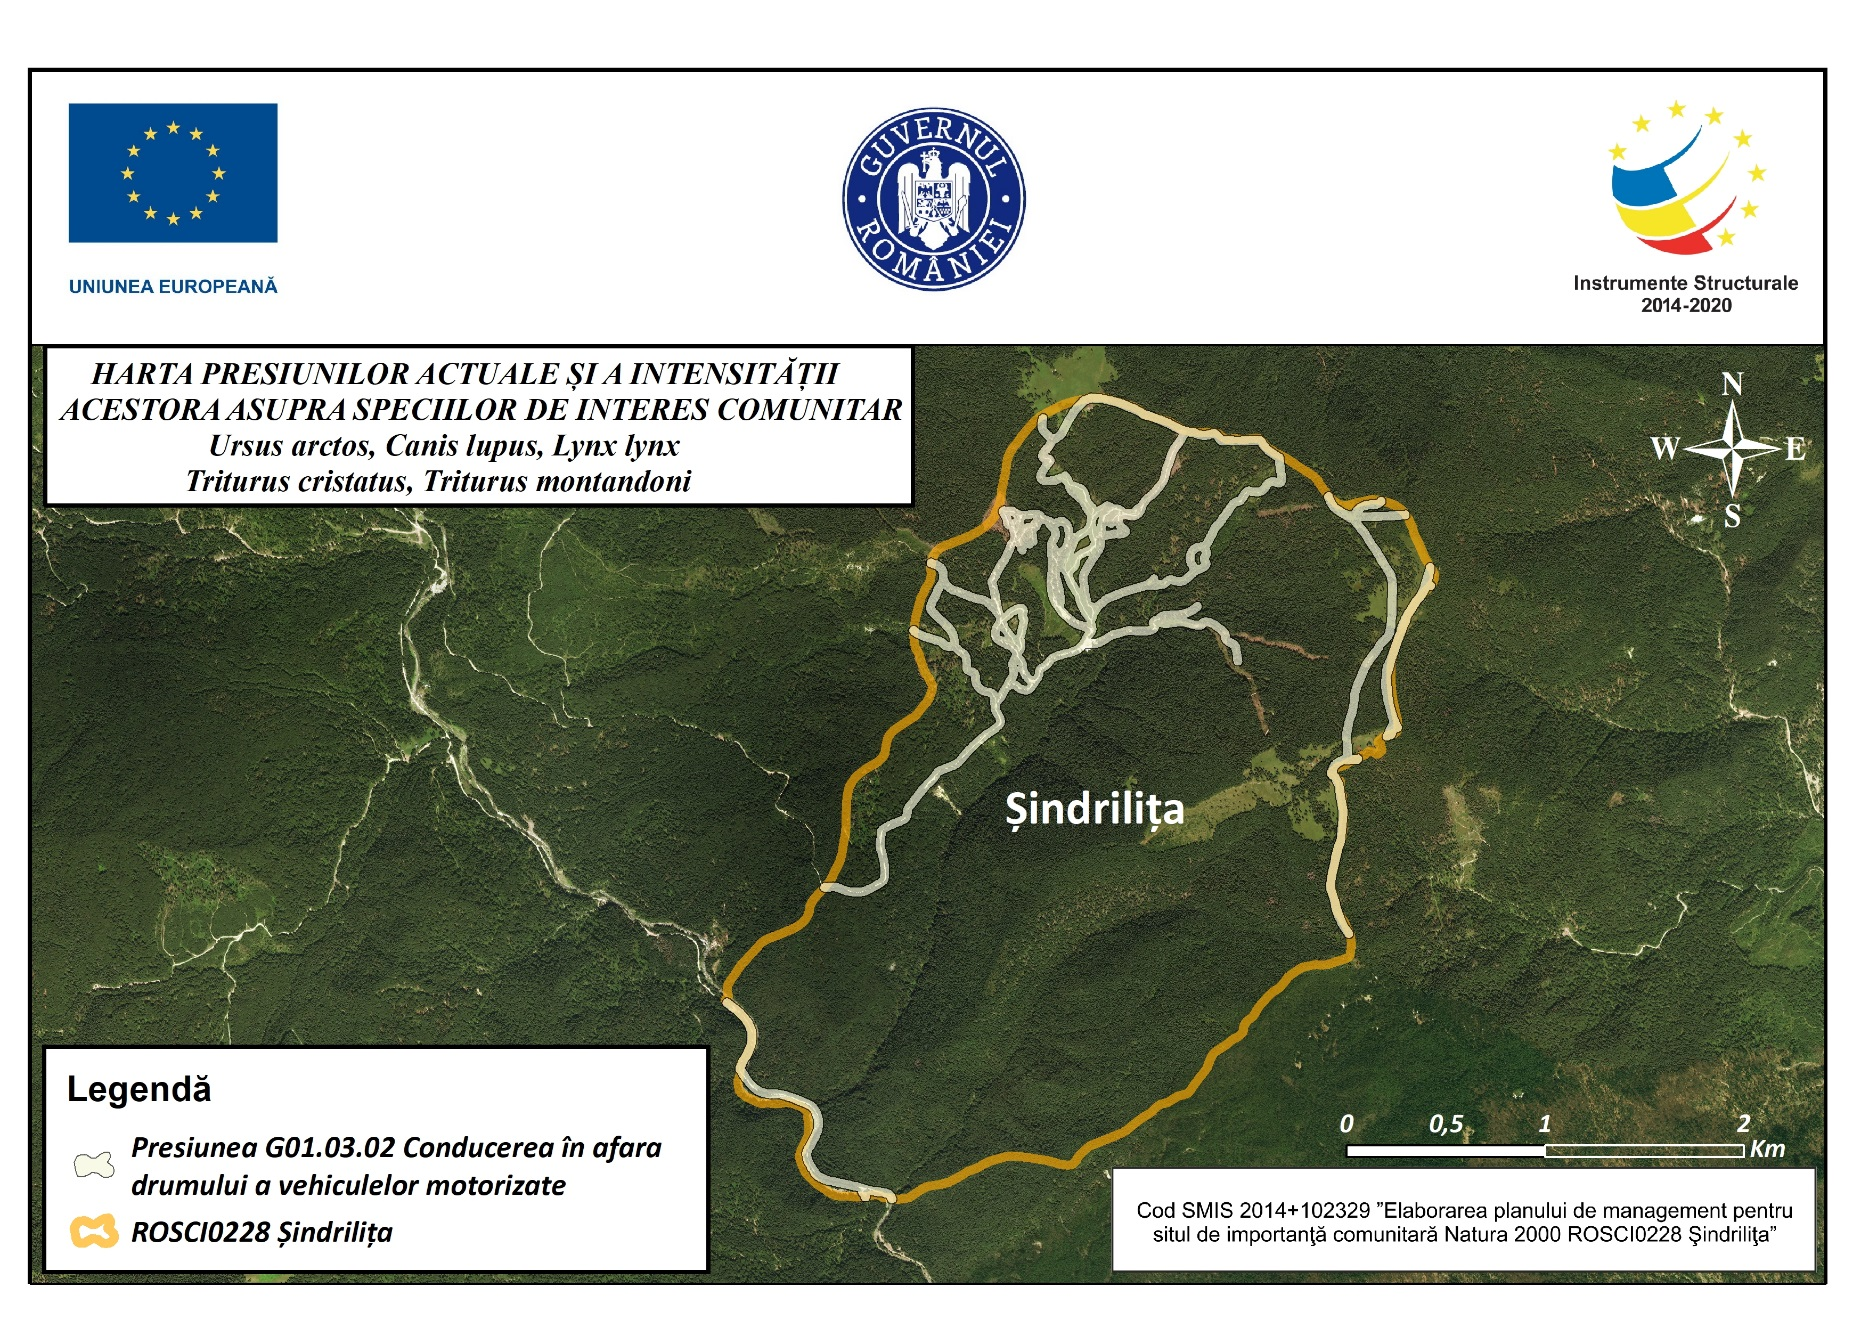 UNIUNEA EUROPEANĂ
GUVERNUL ROMÂNIEI
Instrumente Structurale
2014-2020
HARTA PRESIUNILOR ACTUALE ȘI A INTENSITĂȚII
ACESTORA ASUPRA SPECIILOR DE INTERES COMUNITAR
Ursus arctos, Canis lupus, Lynx lynx
Triturus cristatus, Triturus montandoni
N
W
E
S
Șindrilița
Legendă
Presiunea G01.03.02 Conducerea în afara
drumului a vehiculelor motorizate
ROSCI0228 Șindrilița
0 0,5 1 2
Km
Cod SMIS 2014+102329 ”Elaborarea planului de management pentru
situl de importanţă comunitară Natura 2000 ROSCI0228 Şindriliţa”